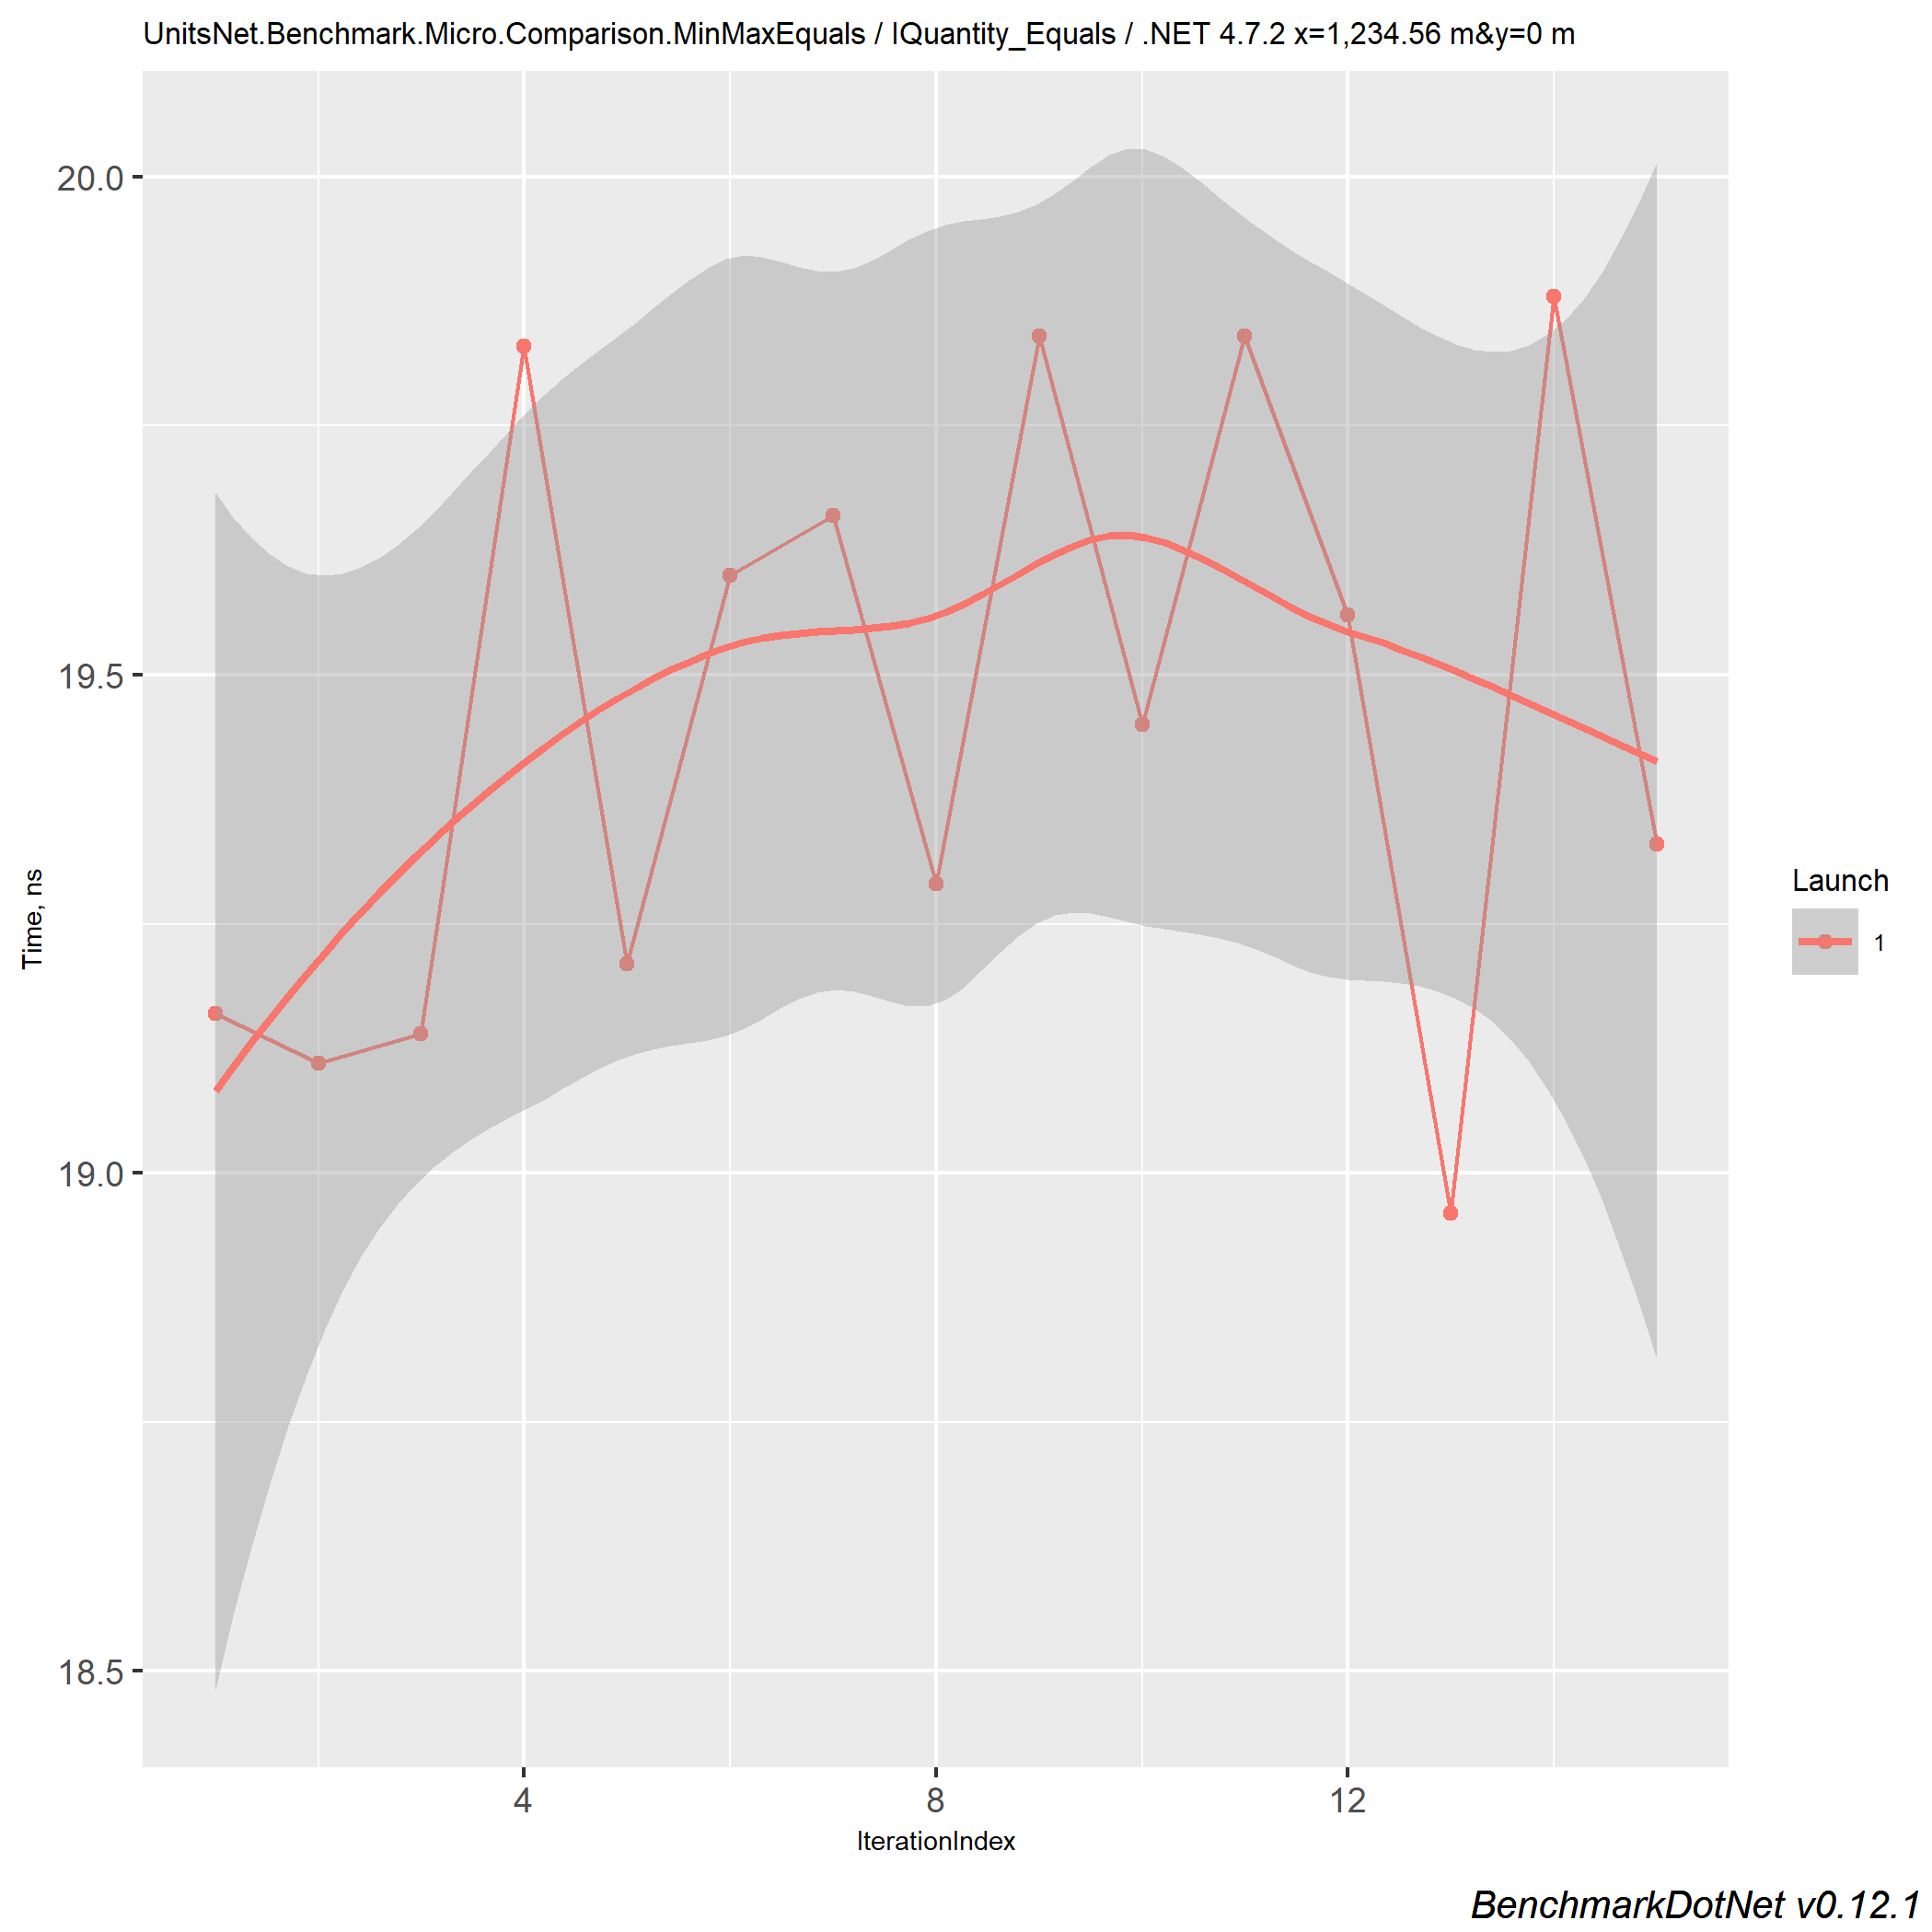 UnitsNet.Benchmark.Micro.Comparison.MinMaxEquals / IQuantity_Equals / .NET 4.7.2 x=1,234.56 m&y=0 m
20.0
19.5
19.0
18.5
Time, ns
4 8 12
IterationIndex
Launch
1
BenchmarkDotNet v0.12.1